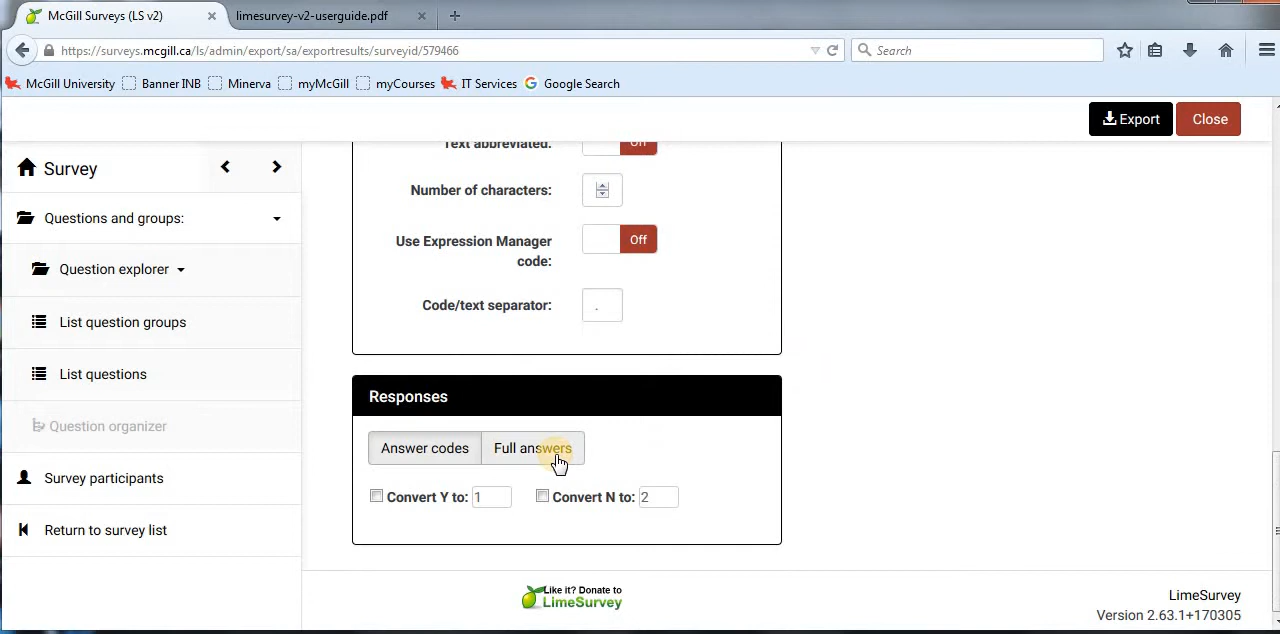 McGill Surveys (LS v2)
limesurvey-v2-userguide.pdf
https://surveys.mcgill.ca/ls/admin/export/sa/exportresults/surveyid/579466
Search
McGill University
Banner INB
Minerva
myMcGill
myCourses
IT Services
Google Search
Export
Close
Survey
Questions and groups:
Question explorer
List question groups
List questions
Question organizer
Survey participants
Return to survey list
Text abbreviated:
Off
Number of characters:
Use Expression Manager
code:
Off
Code/text separator:
.
Responses
Answer codes
Full answers
Convert Y to: 1
Convert N to: 2
Like it? Donate to
LimeSurvey
LimeSurvey
Version 2.63.1+170305